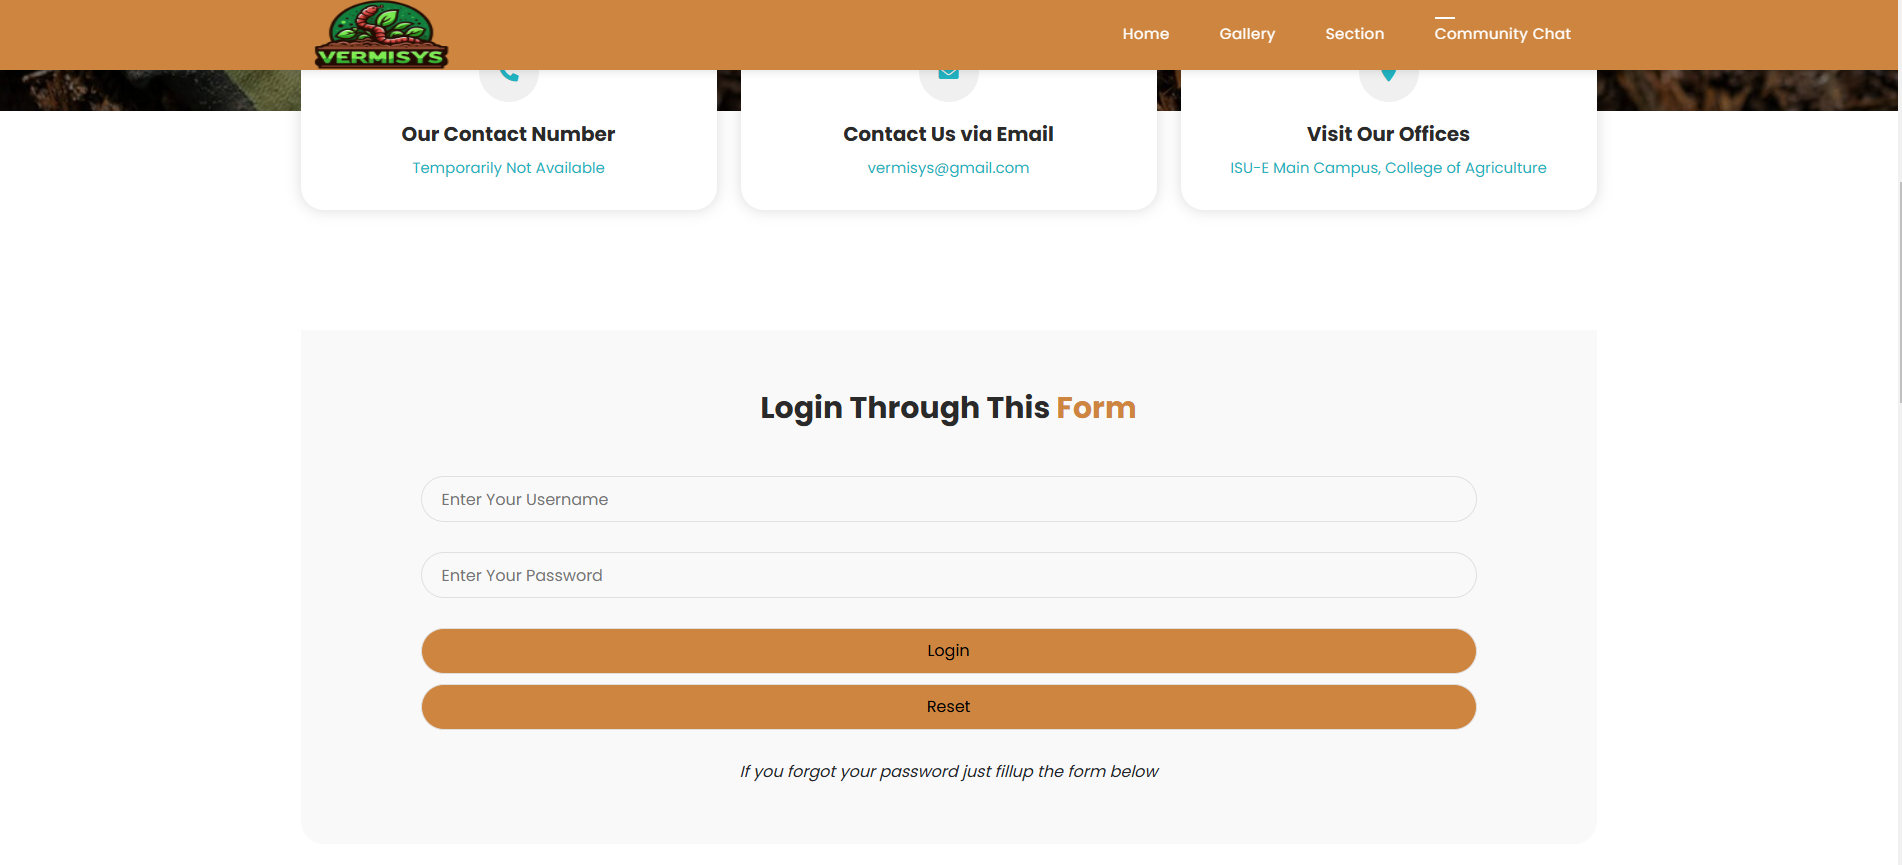 VERMISYS
Home Gallery Section Community Chat
Our Contact Number
Temporarily Not Available
Contact Us via Email
vermisys@gmail.com
Visit Our Offices
ISU-E Main Campus, College of Agriculture
Login Through This Form
Enter Your Username
Enter Your Password
Login
Reset
If you forgot your password just fillup the form below